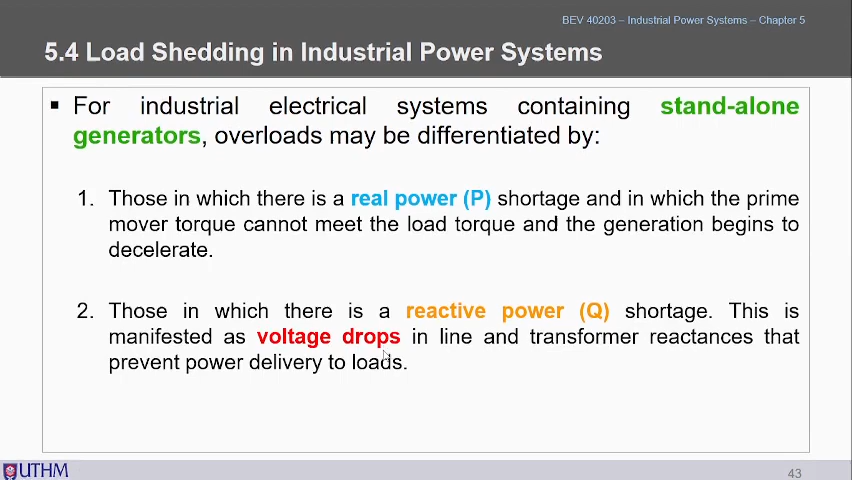 BEV 40203 – Industrial Power Systems – Chapter 5
5.4 Load Shedding in Industrial Power Systems
▪ For industrial electrical systems containing stand-alone
generators, overloads may be differentiated by:
1. Those in which there is a real power (P) shortage and in which the prime
mover torque cannot meet the load torque and the generation begins to
decelerate.
2. Those in which there is a reactive power (Q) shortage. This is
manifested as voltage drops in line and transformer reactances that
prevent power delivery to loads.
UTHM
43